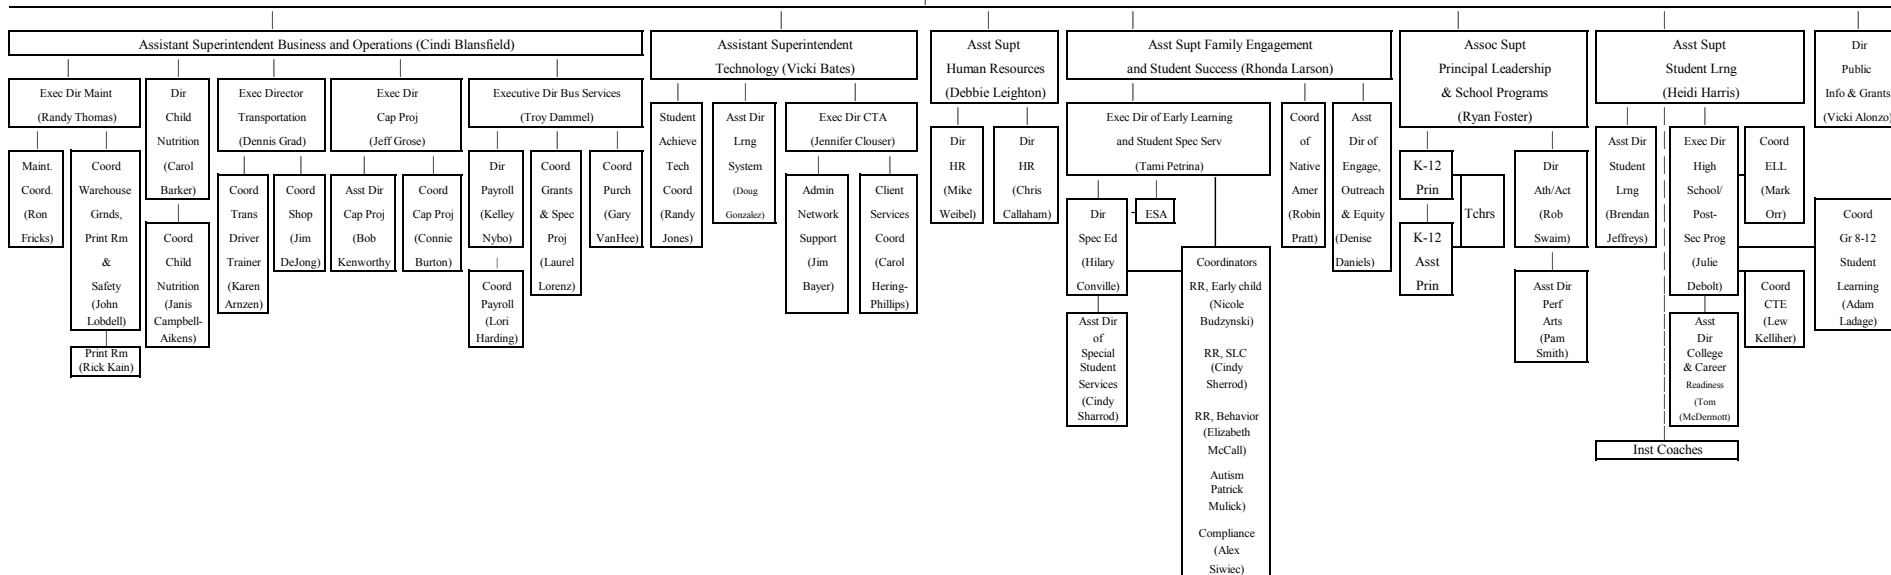 Assistant Superintendent Business and Operations (Cindi Blansfield)
Exec Dir Maint
(Randy Thomas)
Maint.
Coord.
(Ron
Fricks)
Coord
Warehouse
Grnds,
Print Rm
&
Safety
(John
Lobdell)
Print Rm
(Rick Kain)
Dir
Child
Nutrition
(Carol
Barker)
Coord
Child
Nutrition
(Janis
Campbell-
Aikens)
Exec Director
Transportation
(Dennis Grad)
Coord
Trans
Driver
Trainer
(Karen
Arnzen)
Coord
Shop
(Jim
DeJong)
Exec Dir
Cap Proj
(Jeff Grose)
Asst Dir
Cap Proj
(Bob
Kenworthy
Coord
Cap Proj
(Connie
Burton)
Executive Dir Bus Services
(Troy Dammel)
Dir
Payroll
(Kelley
Nybo)
Coord
Payroll
(Lori
Harding)
Coord
Grants
& Spec
Proj
(Laurel
Lorenz)
Coord
Purch
(Gary
VanHee)
Assistant Superintendent
Technology (Vicki Bates)
Student
Achieve
Tech
Coord
(Randy
Jones)
Asst Dir
Lrng
System
(Doug
Gonzalez)
Exec Dir CTA
(Jennifer Clouser)
Admin
Network
Support
(Jim
Bayer)
Client
Services
Coord
(Carol
Hering-
Phillips)
Asst Supt
Human Resources
(Debbie Leighton)
Dir
HR
(Mike
Weibel)
Dir
HR
(Chris
Callaham)
Asst Supt Family Engagement
and Student Success (Rhonda Larson)
Exec Dir of Early Learning
and Student Spec Serv
(Tami Petrina)
Dir
Spec Ed
(Hilary
Conville)
ESA
Asst Dir
of
Special
Student
Services
(Cindy
Sharrod)
Coordinators
RR, Early child
(Nicole
Budzynski)
RR, SLC
(Cindy
Sherrod)
RR, Behavior
(Elizabeth
McCall)
Autism
Patrick
Mulick)
Compliance
(Alex
Siwiec)
Coord
of
Native
Amer
(Robin
Pratt)
Asst
Dir of
Engage,
Outreach
& Equity
(Denise
Daniels)
Assoc Supt
Principal Leadership
& School Programs
(Ryan Foster)
K-12
Prin
K-12
Asst
Prin
Tchrs
Dir
Ath/Act
(Rob
Swaim)
Asst Dir
Perf
Arts
(Pam
Smith)
Asst Supt
Student Lrng
(Heidi Harris)
Asst Dir
Student
Lrng
(Brendan
Jeffreys)
Exec Dir
High
School/
Post-
Sec Prog
(Julie
Debolt)
Asst
Dir
College
& Career
Readiness
(Tom
(McDermott)
Coord
ELL
(Mark
Orr)
Coord
CTE
(Lew
Kelliher)
Coord
Gr 8-12
Student
Learning
(Adam
Ladage)
Inst Coaches
Dir
Public
Info & Grants
(Vicki Alonzo)